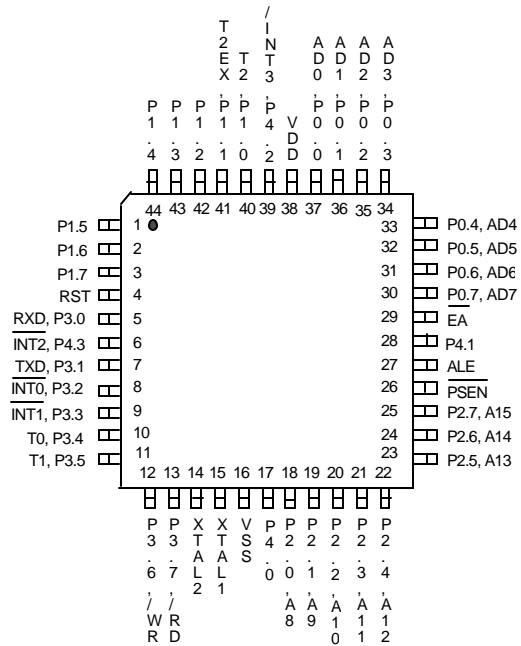 P1.4
P1.3
P1.2
T2EX,P1.1
T2,P1.0
/INT3,P4.2
VDD
AD0,P0.0
AD1,P0.1
AD2,P0.2
AD3,P0.3
44 43 42 41 40 39 38 37 36 35 34
P1.5 1
P1.6 2
P1.7 3
RST 4
RXD, P3.0 5
INT2, P4.3 6
TXD, P3.1 7
INT0, P3.2 8
INT1, P3.3 9
T0, P3.4 10
T1, P3.5 11
33 P0.4, AD4
32 P0.5, AD5
31 P0.6, AD6
30 P0.7, AD7
29 EA
28 P4.1
27 ALE
26 PSEN
25 P2.7, A15
24 P2.6, A14
23 P2.5, A13
12 13 14 15 16 17 18 19 20 21 22
P3.6,/WR
P3.7,/RD
XTAL2
XTAL1
VSS
P4.0
P2.0,A8
P2.1,A9
P2.2,A10
P2.3,A11
P2.4,A12